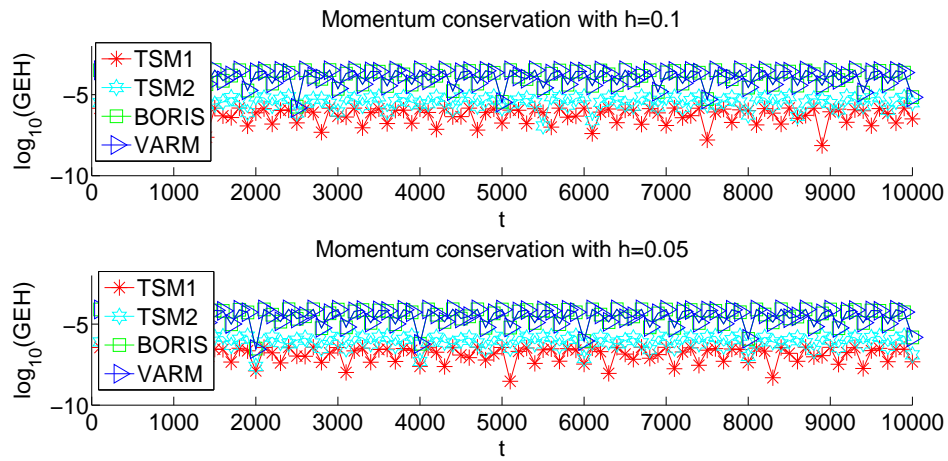 Momentum conservation with h=0.1
log10(GEH)
−5
−10
TSM1
TSM2
BORIS
VARM
0 1000 2000 3000 4000 5000 6000 7000 8000 9000 10000
t
Momentum conservation with h=0.05
log10(GEH)
−5
−10
TSM1
TSM2
BORIS
VARM
0 1000 2000 3000 4000 5000 6000 7000 8000 9000 10000
t